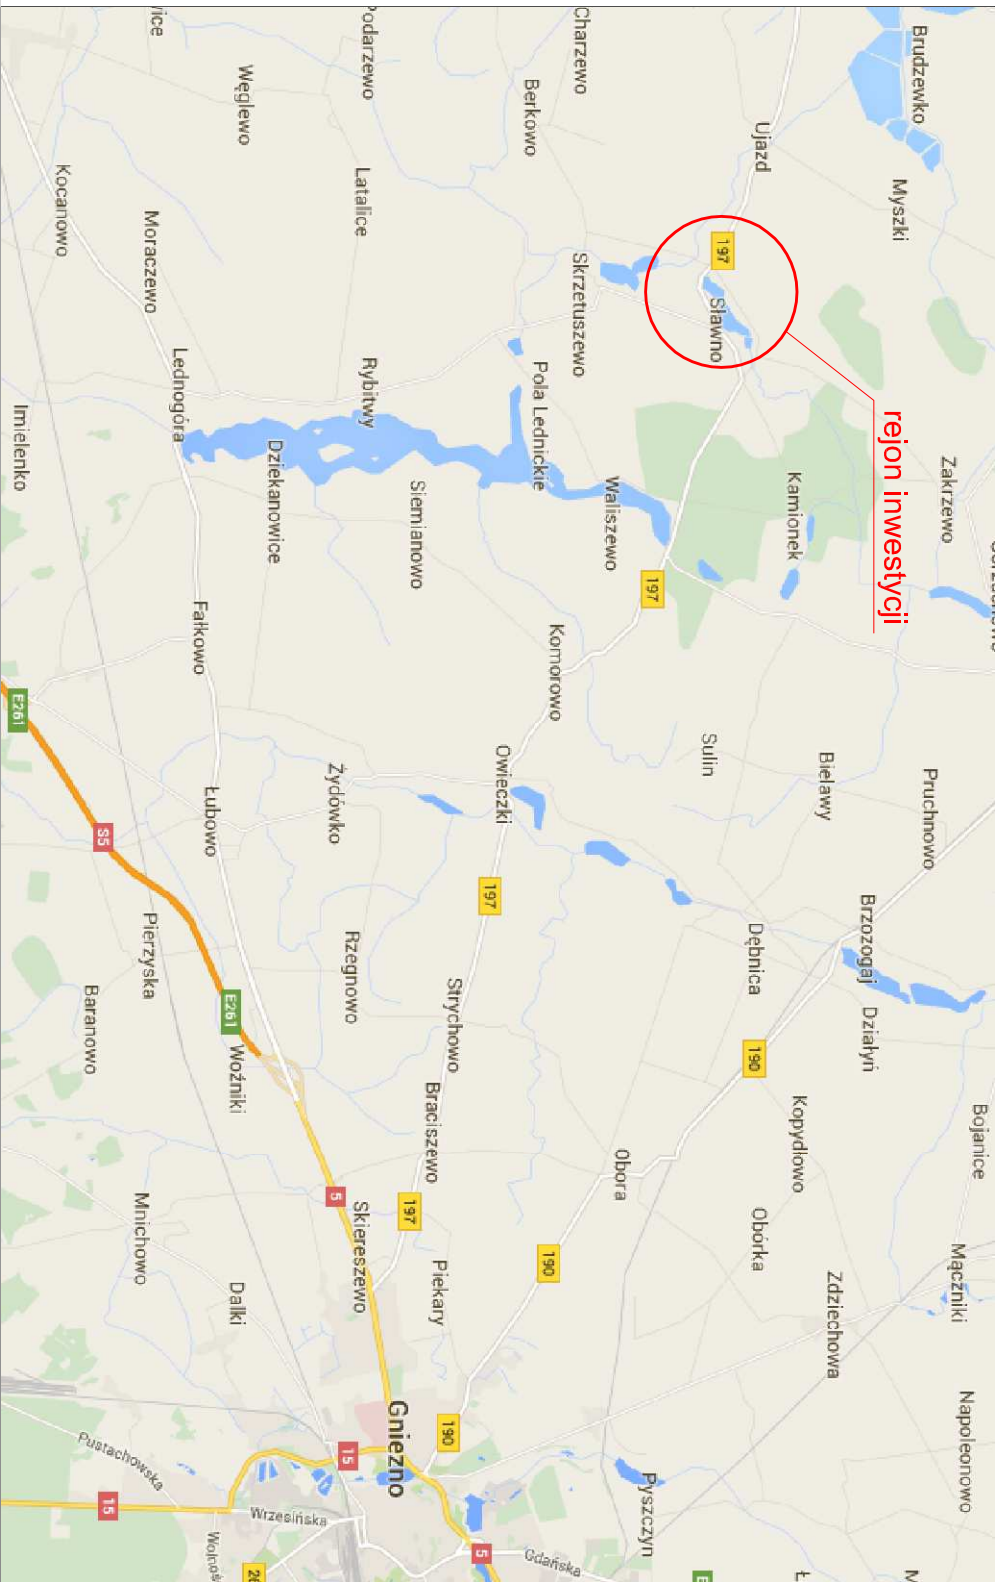 Brudzewko
Myszki
Zakrzewo
Pruchnowo
Bojanice
Mączniki
Napoleonowo
rejon inwestycji
Kamionek
Bielawy
Brzozogaj
Działyń
Kopydłowo
Obórka
Zdziechowa
Ujazd
197
Sławno
Sulin
Dębnica
190
Obora
Pyszczyn
Charzewo
Berkowo
Skrzetuszewo
Pola Lednickie
Waliszewo
197
Komorowo
Owieczki
197
Strychowo
Braciszewo
197
190
Piekary
190
Gniezno
5
Gdańska
Podarzewo
Latalice
Rybitwy
Siemianowo
Żydówko
Rzegnowo
Skiereszewo
5
15
Węglewo
Dziekanowice
Lednogóra
Moraczewo
Kocanowo
Imielenko
Fałkowo
Łubowo
E261
S5
Pierzyska
Baranowo
E261
Woźniki
Mnichowo
Dalki
Pustachowska
Wrzesińska
15